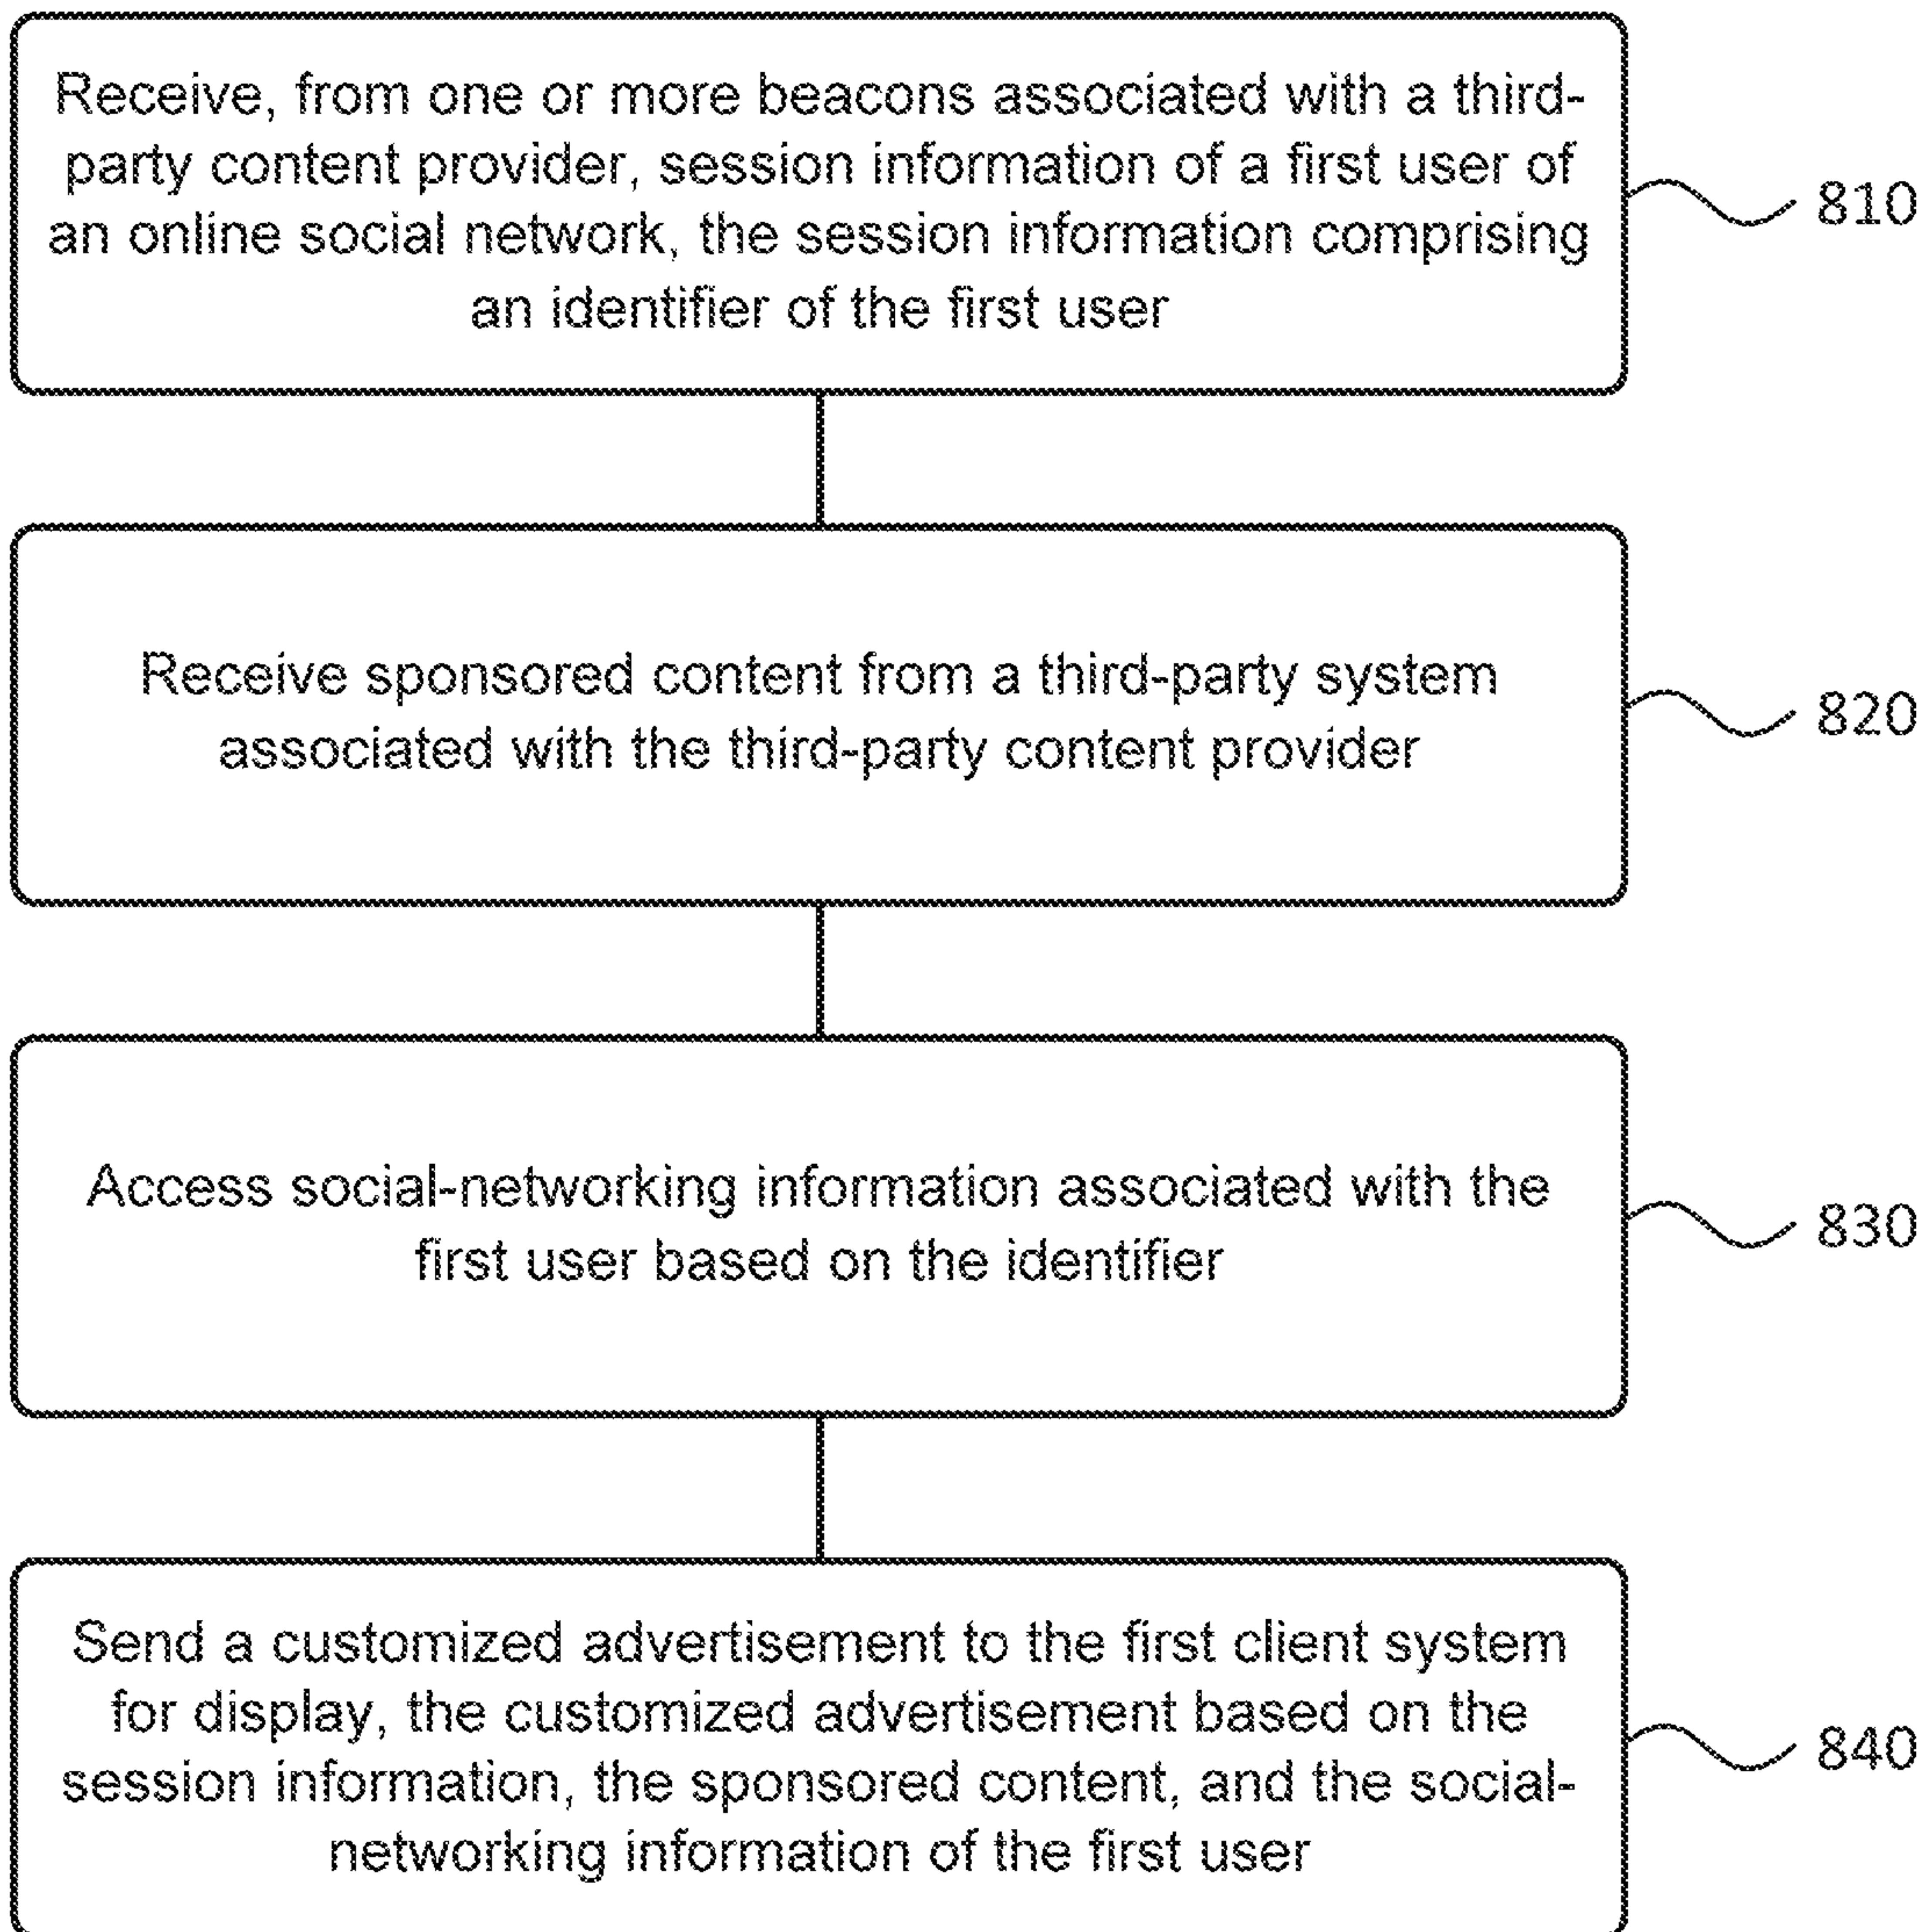 Receive, from one or more beacons associated with a third-
party content provider, session information of a first user of
an online social network, the session information comprising
an identifier of the first user
810
Receive sponsored content from a third-party system
associated with the third-party content provider
820
Access social-networking information associated with the
first user based on the identifier
830
Send a customized advertisement to the first client system
for display, the customized advertisement based on the
session information, the sponsored content, and the social-
networking information of the first user
840